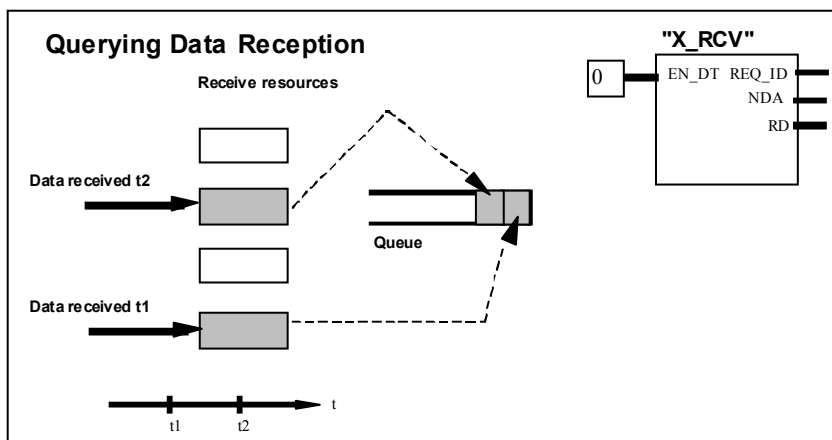 Querying Data Reception
"X_RCV"
Receive resources
0
EN_DT REQ_ID
NDA
RD
Data received t2
Queue
Data received t1
t
t1 t2